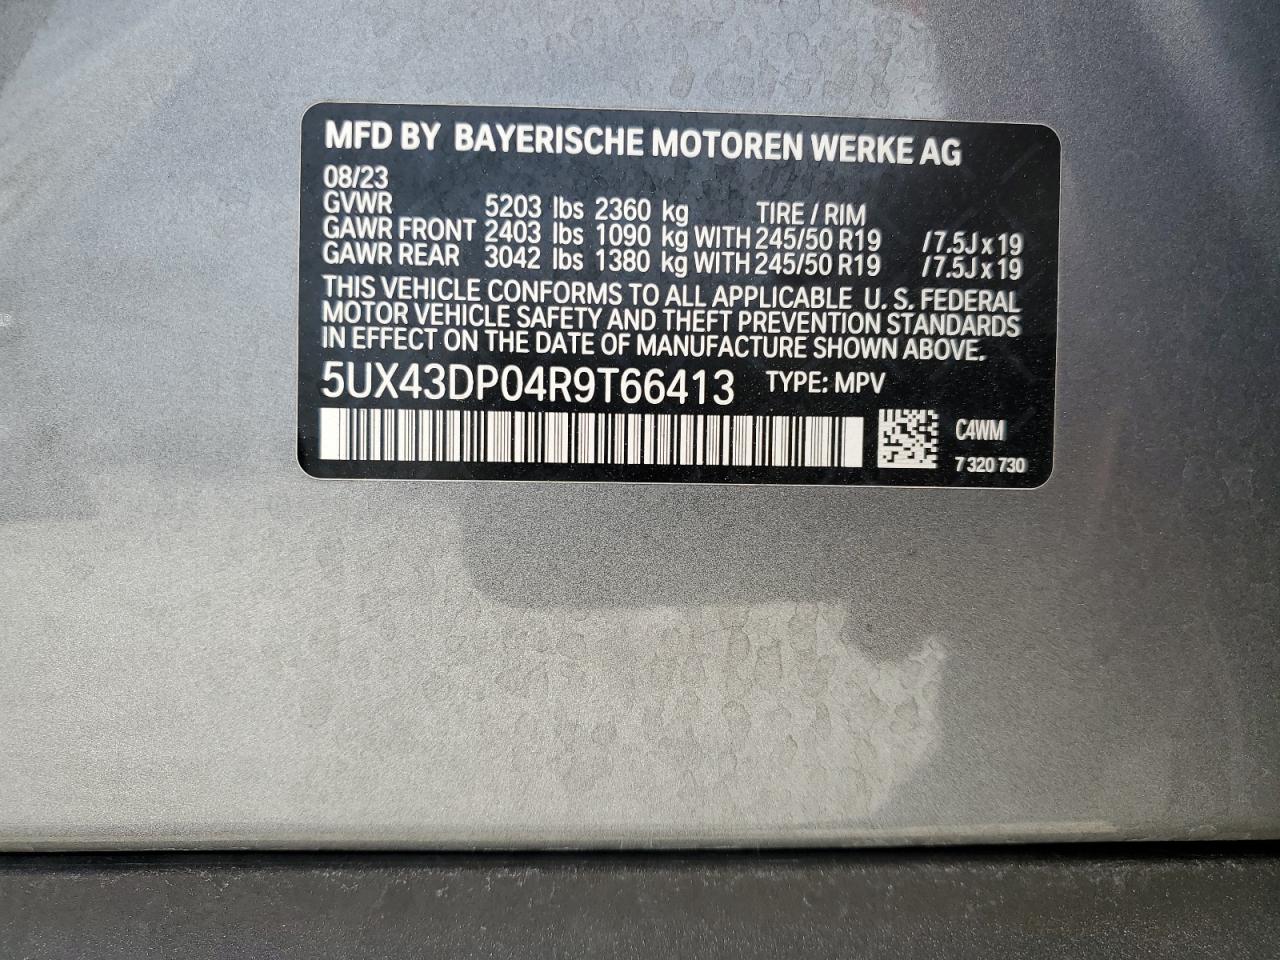 MFD BY BAYERISCHE MOTOREN WERKE AG
08/23
GVWR 5203 lbs 2360 kg TIRE / RIM
GAWR FRONT 2403 lbs 1090 kg WITH 245/50 R19 /7.5J x 19
GAWR REAR 3042 lbs 1380 kg WITH 245/50 R19 /7.5J x 19
THIS VEHICLE CONFORMS TO ALL APPLICABLE U. S. FEDERAL
MOTOR VEHICLE SAFETY AND THEFT PREVENTION STANDARDS
IN EFFECT ON THE DATE OF MANUFACTURE SHOWN ABOVE.
5UX43DP04R9T66413 TYPE: MPV
C4WM
7 320 730